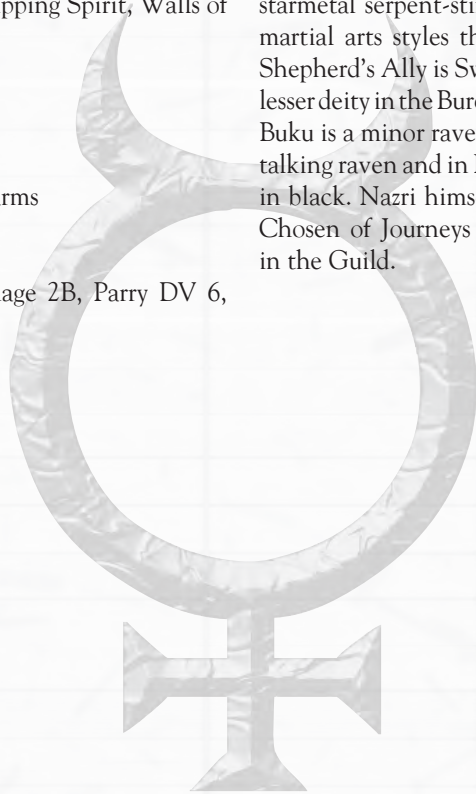 pping Spirit, Walls of
rms
age 2B, Parry DV 6,
starmetal serpent-sti
martial arts styles th
Shepherd's Ally is Sw
lesser deity in the Bure
Buku is a minor rave
talking raven and in
in black. Nazri hims
Chosen of Journeys
in the Guild.